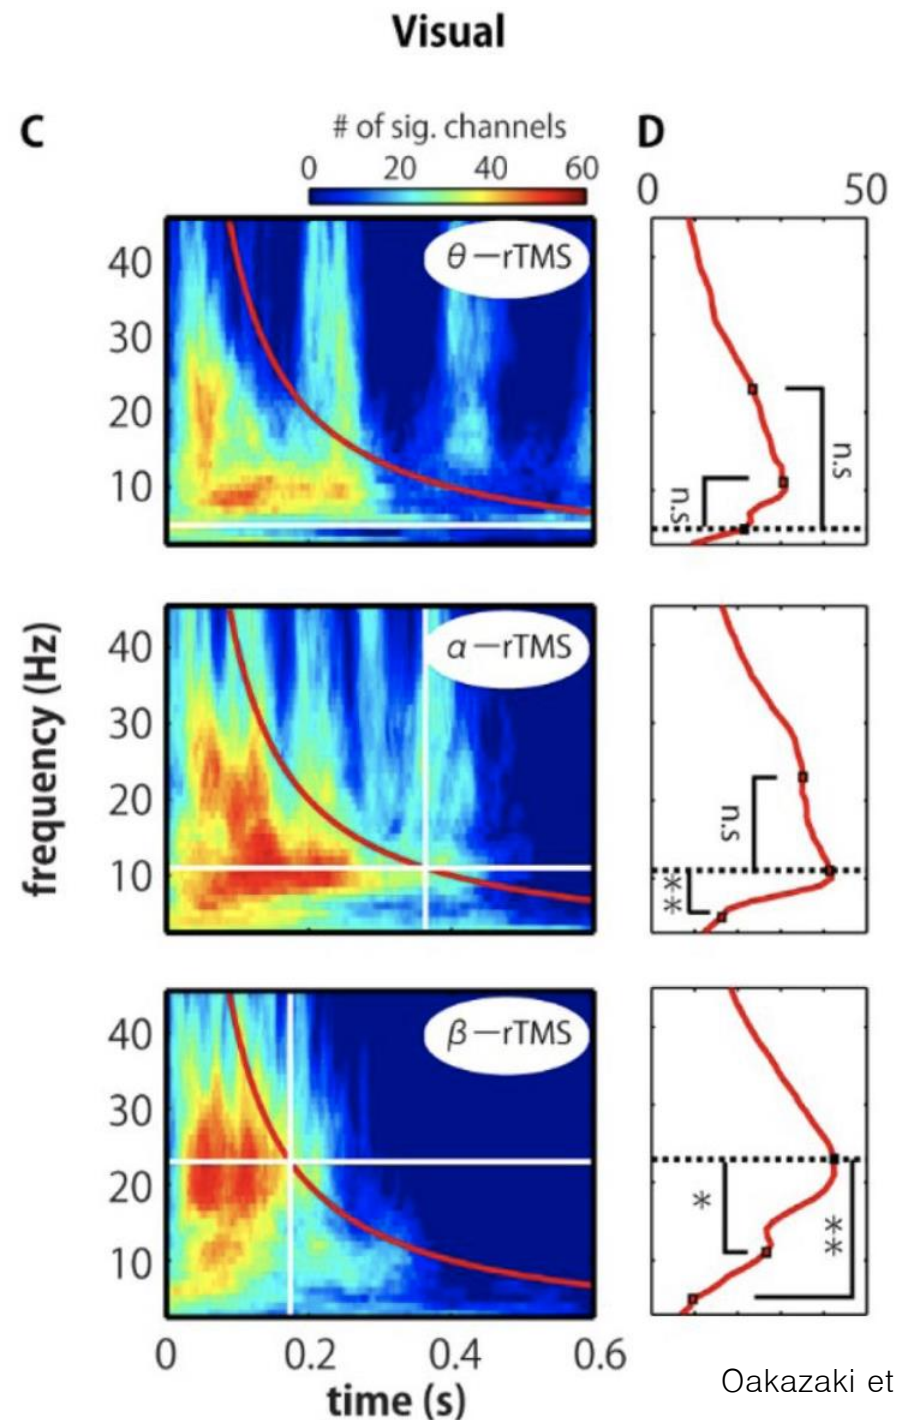 Visual
C
# of sig. channels
0 20 40 60
D
0 50
θ—rTMS
40
30
20
10
n.s
n.s
α—rTMS
40
30
20
10
n.s
**
β—rTMS
40
30
20
10
*
**
frequency (Hz)
0 0.2 0.4 0.6
time (s)
Oakazaki et